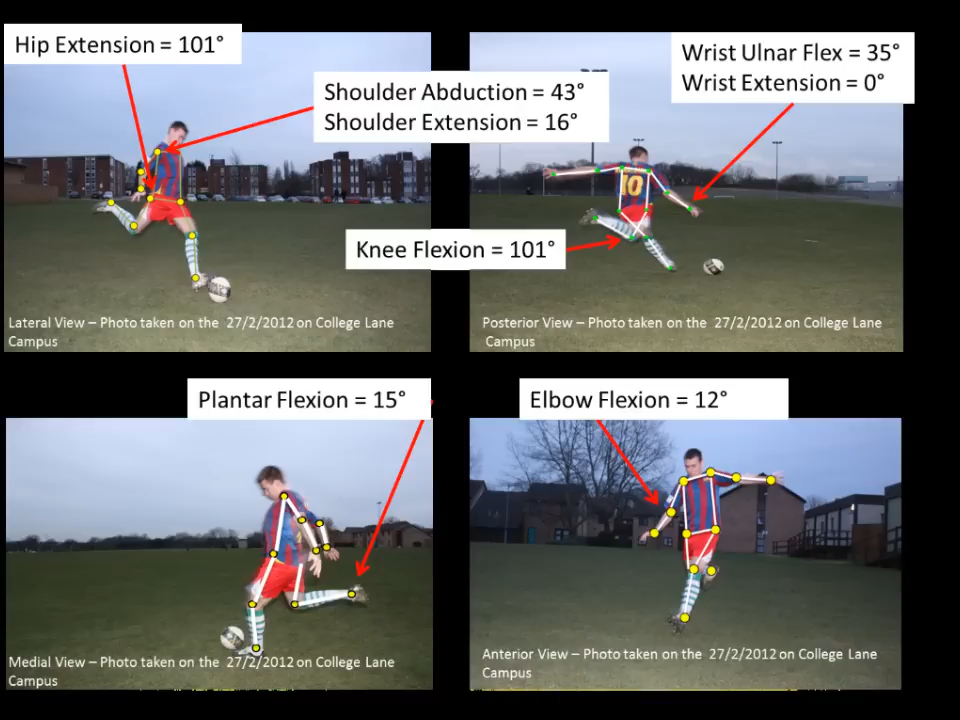 Hip Extension = 101°
Shoulder Abduction = 43°
Shoulder Extension = 16°
Wrist Ulnar Flex = 35°
Wrist Extension = 0°
10
Knee Flexion = 101°
Lateral View – Photo taken on the 27/2/2012 on College Lane
Campus
Posterior View – Photo taken on the 27/2/2012 on College Lane
Campus
Plantar Flexion = 15°
Elbow Flexion = 12°
Medial View – Photo taken on the 27/2/2012 on College Lane
Campus
Anterior View – Photo taken on the 27/2/2012 on College Lane
Campus